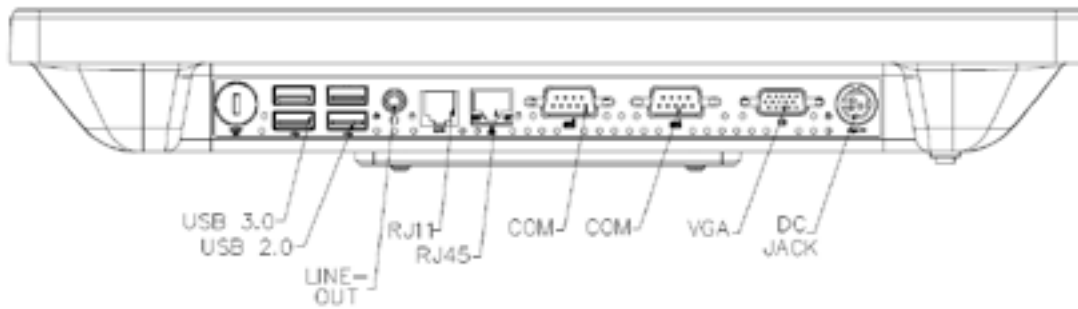 USB 3.0
USB 2.0
LINE-
OUT
RJ11
RJ45
COM
COM
VGA
DC
JACK